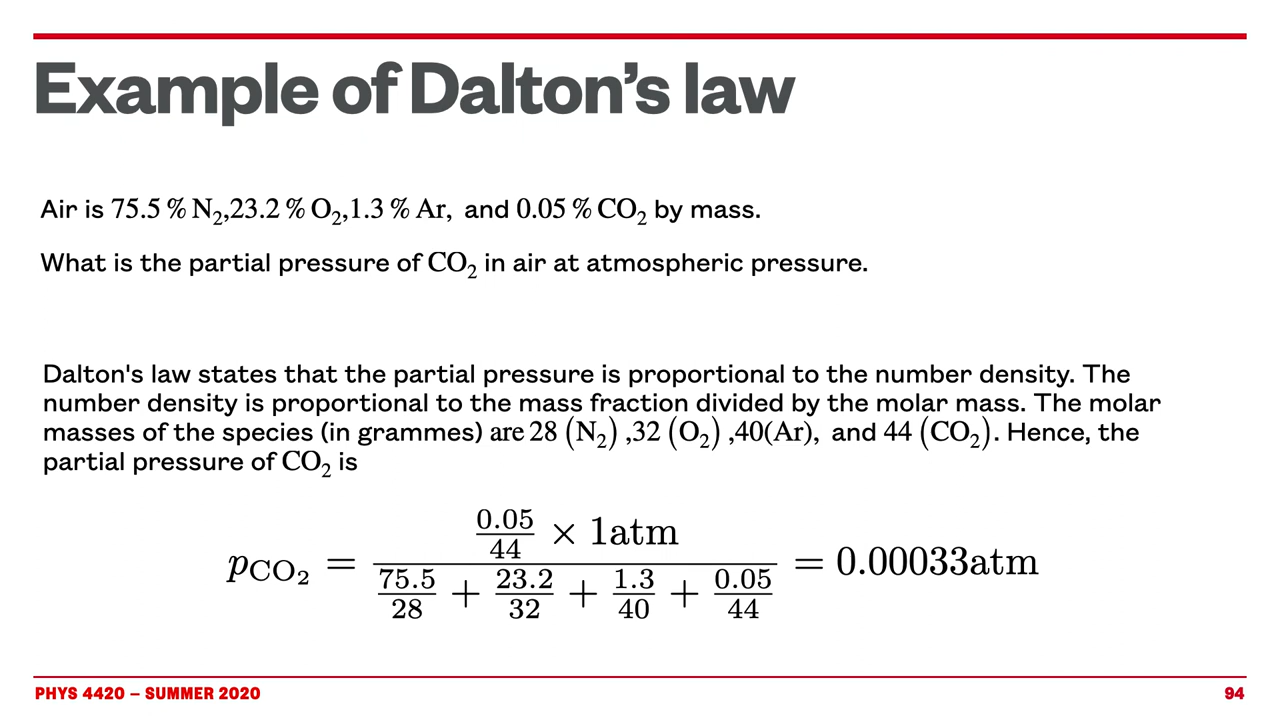 Example of Dalton’s law
Air is 75.5 % N₂,23.2 % O₂,1.3 % Ar, and 0.05 % CO₂ by mass.
What is the partial pressure of CO₂ in air at atmospheric pressure.
Dalton's law states that the partial pressure is proportional to the number density. The
number density is proportional to the mass fraction divided by the molar mass. The molar
masses of the species (in grammes) are 28 (N₂) ,32 (O₂) ,40(Ar), and 44 (CO₂). Hence, the
partial pressure of CO₂ is
p_CO₂ = (0.05/44 × 1atm) / (75.5/28 + 23.2/32 + 1.3/40 + 0.05/44) = 0.00033atm
PHYS 4420 – SUMMER 2020
94